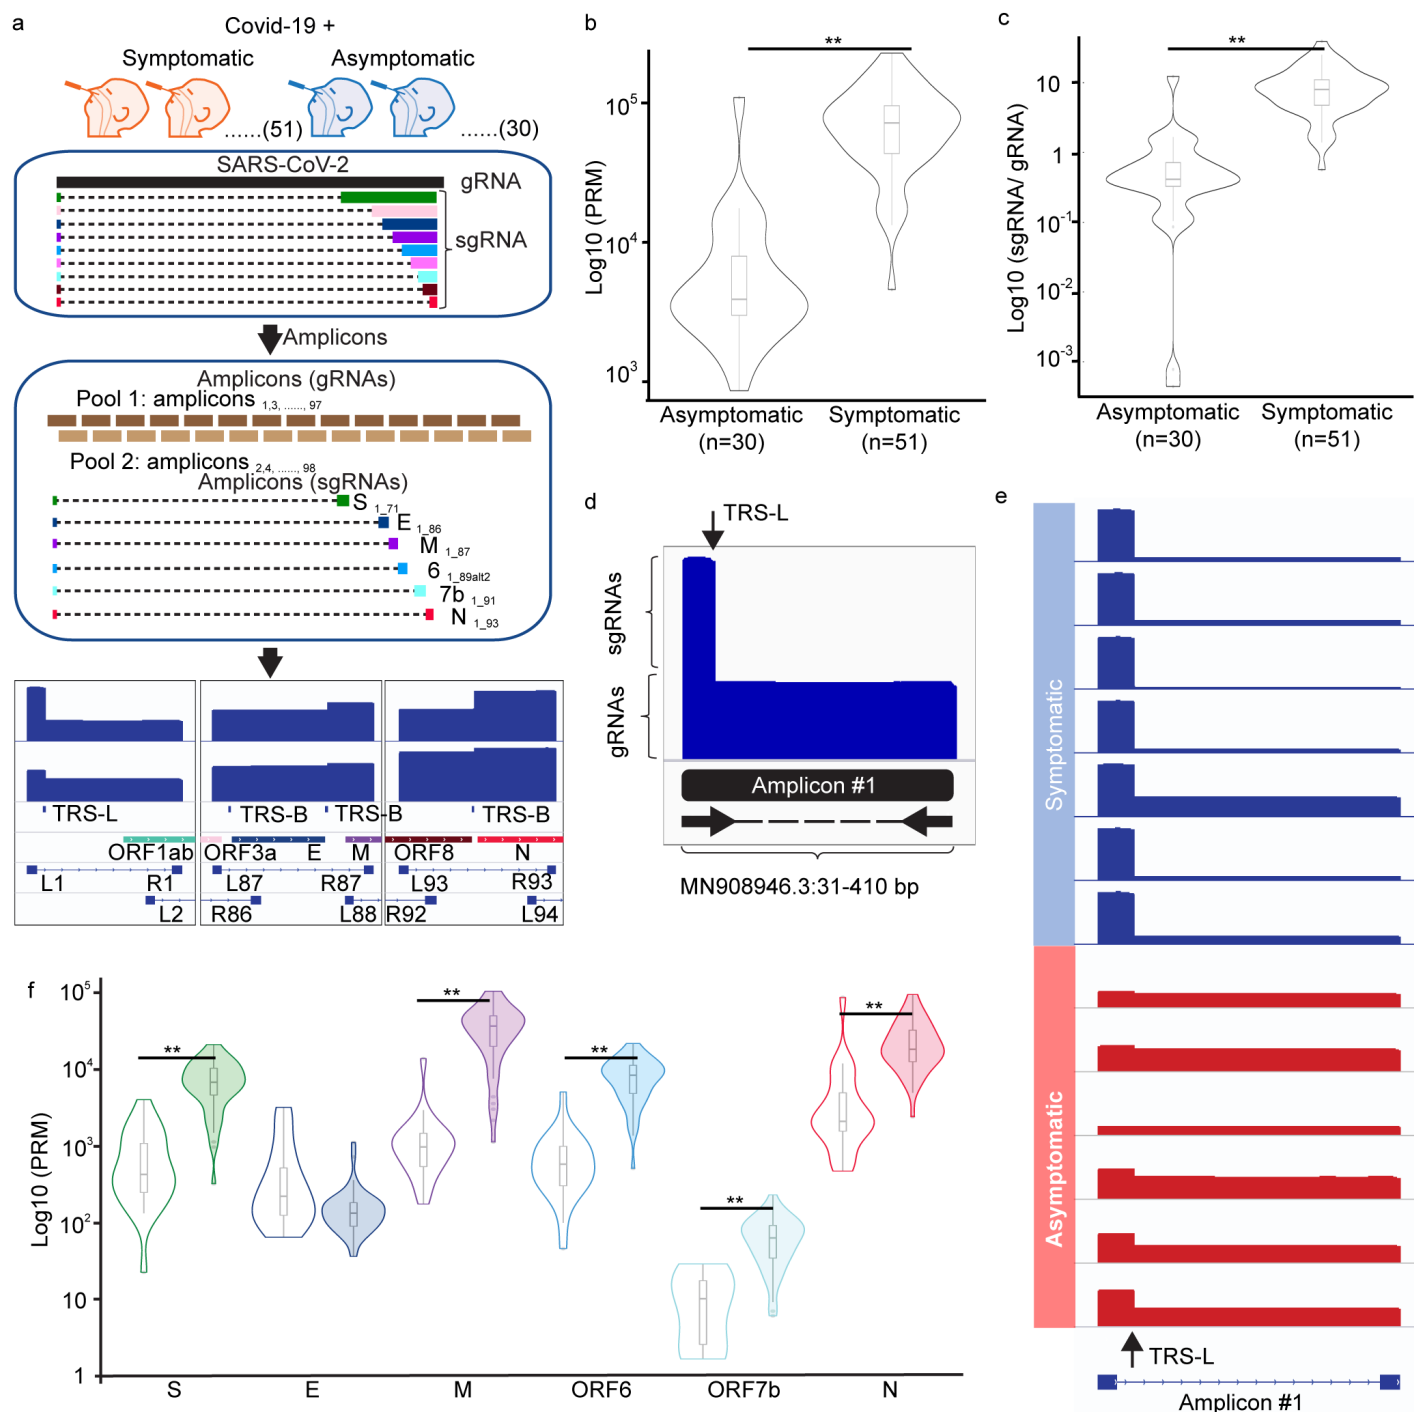 a
Covid-19 +
Symptomatic
Asymptomatic
......(51)
......(30)
SARS-CoV-2
gRNA
sgRNA
Amplicons
Amplicons (gRNAs)
Pool 1: amplicons 1,3, ......, 97
Pool 2: amplicons 2,4, ......, 98
Amplicons (sgRNAs)
S 1_71
E 1_86
M 1_87
6 1_89alt2
7b 1_91
N 1_93
TRS-L
TRS-B
TRS-B
TRS-B
ORF1ab
ORF3a
E
M
ORF8
N
L1
R1
L87
R87
L93
R93
L2
R86
L88
R92
L94
b
**
Log10 (PRM)
10^5
10^4
10^3
Asymptomatic
(n=30)
Symptomatic
(n=51)
c
**
Log10 (sgRNA/ gRNA)
10
1
10^-1
10^-2
10^-3
Asymptomatic
(n=30)
Symptomatic
(n=51)
d
TRS-L
sgRNAs
gRNAs
Amplicon #1
MN908946.3:31-410 bp
e
Symptomatic
Asymptomatic
TRS-L
Amplicon #1
f
Log10 (PRM)
10^5
10^4
10^3
10^2
10
1
**
**
**
**
**
S
E
M
ORF6
ORF7b
N